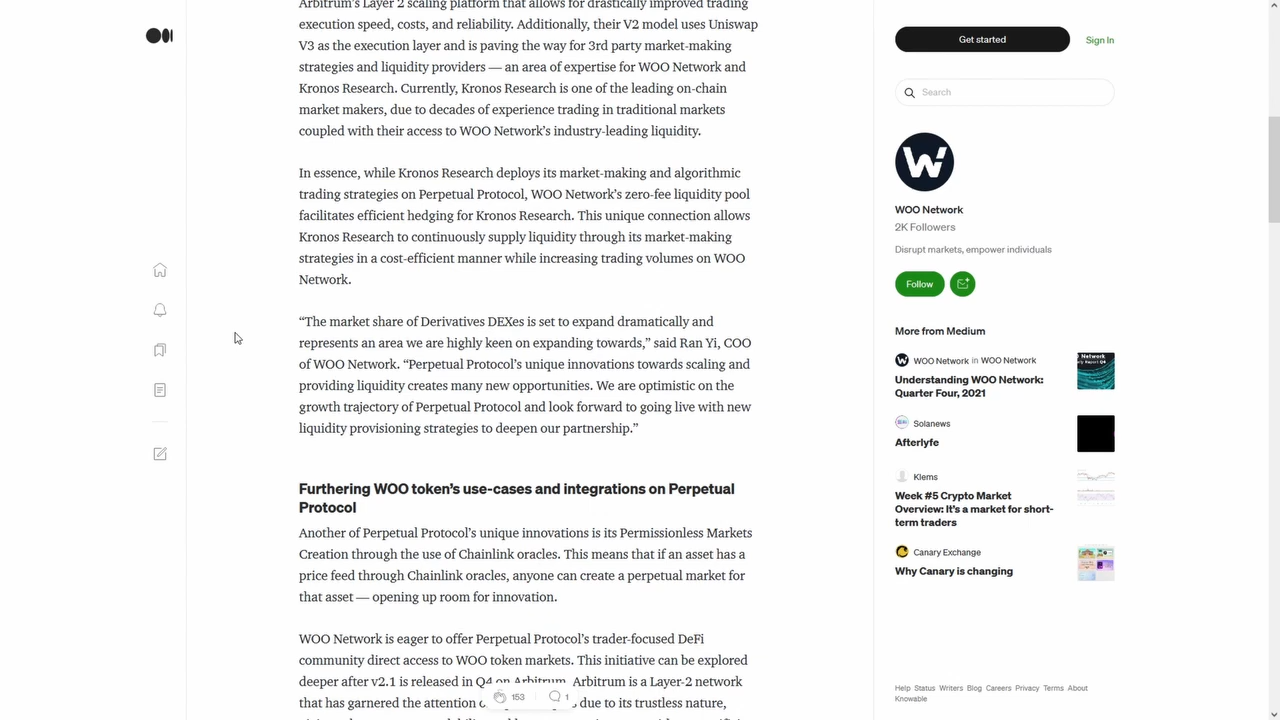 Arbitrum's Layer 2 scaling platform that allows for drastically improved trading
execution speed, costs, and reliability. Additionally, their V2 model uses Uniswap
V3 as the execution layer and is paving the way for 3rd party market-making
strategies and liquidity providers — an area of expertise for WOO Network and
Kronos Research. Currently, Kronos Research is one of the leading on-chain
market makers, due to decades of experience trading in traditional markets
coupled with their access to WOO Network's industry-leading liquidity.
In essence, while Kronos Research deploys its market-making and algorithmic
trading strategies on Perpetual Protocol, WOO Network's zero-fee liquidity pool
facilitates efficient hedging for Kronos Research. This unique connection allows
Kronos Research to continuously supply liquidity through its market-making
strategies in a cost-efficient manner while increasing trading volumes on WOO
Network.
“The market share of Derivatives DEXes is set to expand dramatically and
represents an area we are highly keen on expanding towards,” said Ran Yi, COO
of WOO Network. “Perpetual Protocol's unique innovations towards scaling and
providing liquidity creates many new opportunities. We are optimistic on the
growth trajectory of Perpetual Protocol and look forward to going live with new
liquidity provisioning strategies to deepen our partnership.”
Furthering WOO token's use-cases and integrations on Perpetual
Protocol
Another of Perpetual Protocol's unique innovations is its Permissionless Markets
Creation through the use of Chainlink oracles. This means that if an asset has a
price feed through Chainlink oracles, anyone can create a perpetual market for
that asset — opening up room for innovation.
WOO Network is eager to offer Perpetual Protocol's trader-focused DeFi
community direct access to WOO token markets. This initiative can be explored
deeper after v2.1 is released in Q4 on Arbitrum. Arbitrum is a Layer-2 network
that has garnered the attention due to its trustless nature,
153
1
Get started
Sign In
Search
WOO Network
2K Followers
Disrupt markets, empower individuals
Follow
More from Medium
WOO Network in WOO Network
Understanding WOO Network:
Quarter Four, 2021
Solanews
Afterlyfe
Klems
Week #5 Crypto Market
Overview: It's a market for short-
term traders
Canary Exchange
Why Canary is changing
Help Status Writers Blog Careers Privacy Terms About
Knowable